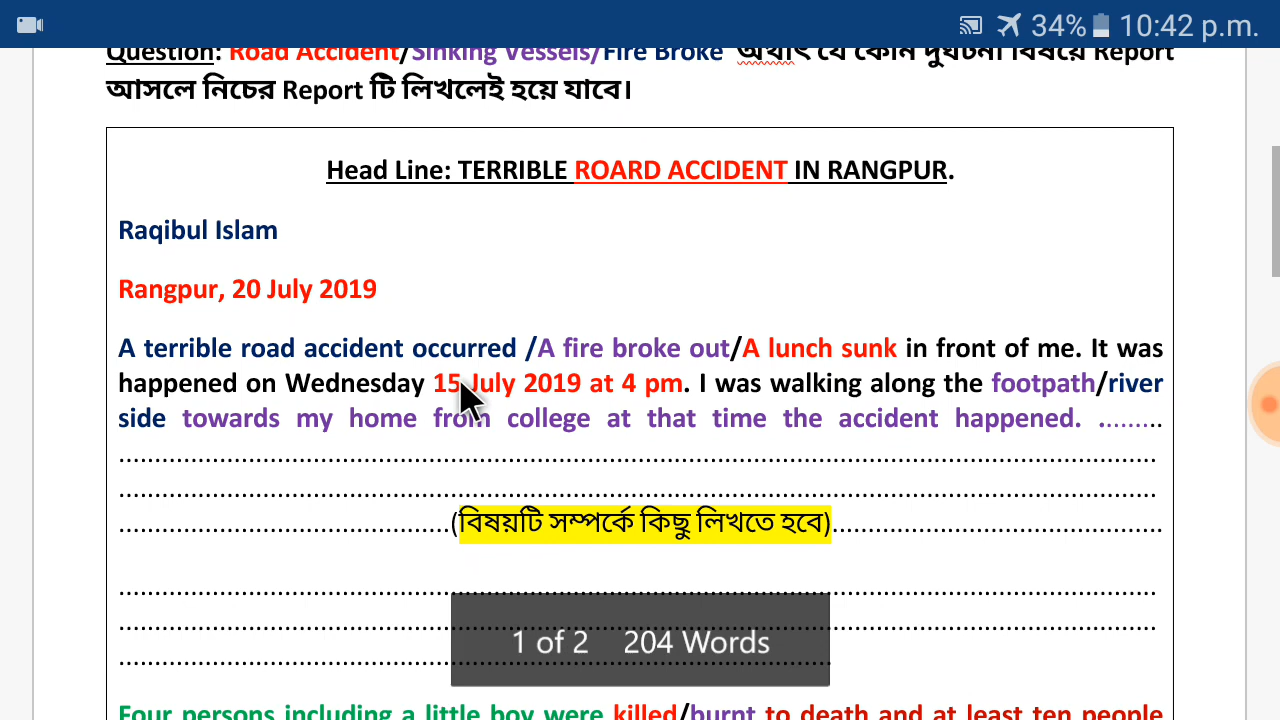 34% 10:42 p.m.
Question: Road Accident/Sinking Vessels/Fire Broke অর্থাৎ যে কোন দুর্ঘটনা বিষয়ে Report
আসলে নিচের Report টি লিখলেই হয়ে যাবে।
Head Line: TERRIBLE ROARD ACCIDENT IN RANGPUR.
Raqibul Islam
Rangpur, 20 July 2019
A terrible road accident occurred /A fire broke out/A lunch sunk in front of me. It was
happened on Wednesday 15 July 2019 at 4 pm. I was walking along the footpath/river
side towards my home from college at that time the accident happened. .........
(বিষয়টি সম্পর্কে কিছু লিখতে হবে)
1 of 2 204 Words
Four persons including a little boy were killed/burnt to death and at least ten people